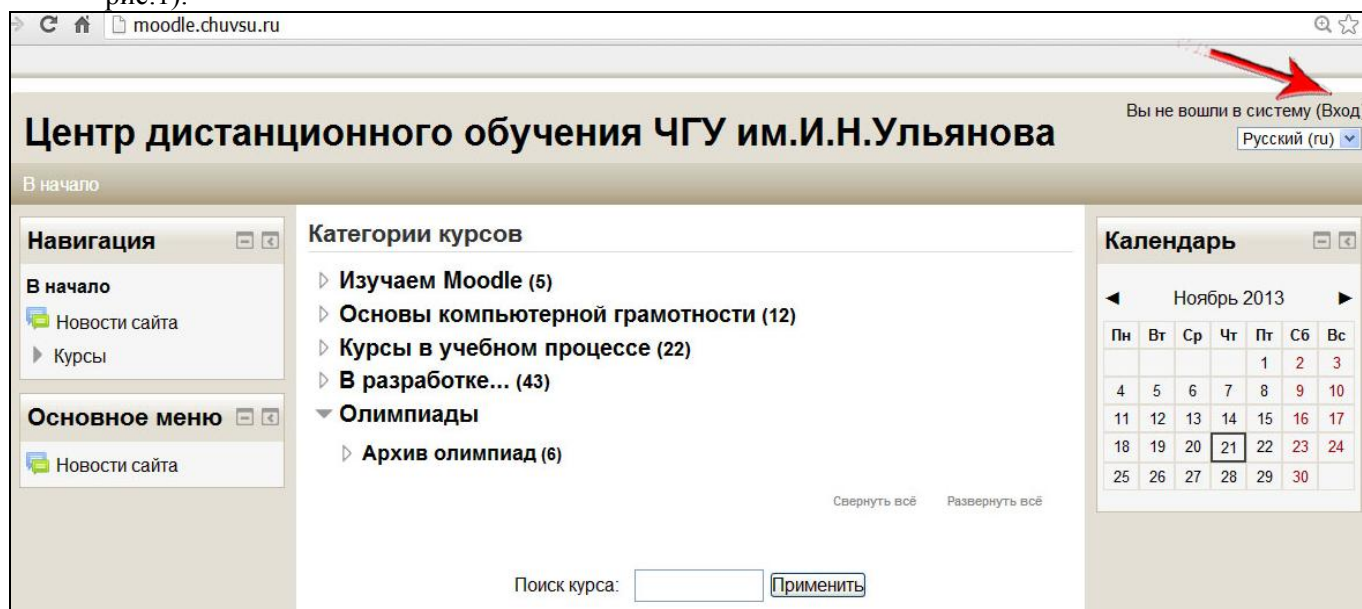 рис.1).
moodle.chuvsu.ru
Вы не вошли в систему (Вход
Центр дистанционного обучения ЧГУ им.И.Н.Ульянова
Русский (ru)
В начало
Навигация
В начало
Новости сайта
Курсы
Основное меню
Новости сайта
Категории курсов
Изучаем Moodle (5)
Основы компьютерной грамотности (12)
Курсы в учебном процессе (22)
В разработке... (43)
Олимпиады
Архив олимпиад (6)
Свернуть всё Развернуть всё
Поиск курса: Применить
Календарь
Ноябрь 2013
Пн Вт Ср Чт Пт Сб Вс
1 2 3
4 5 6 7 8 9 10
11 12 13 14 15 16 17
18 19 20 21 22 23 24
25 26 27 28 29 30